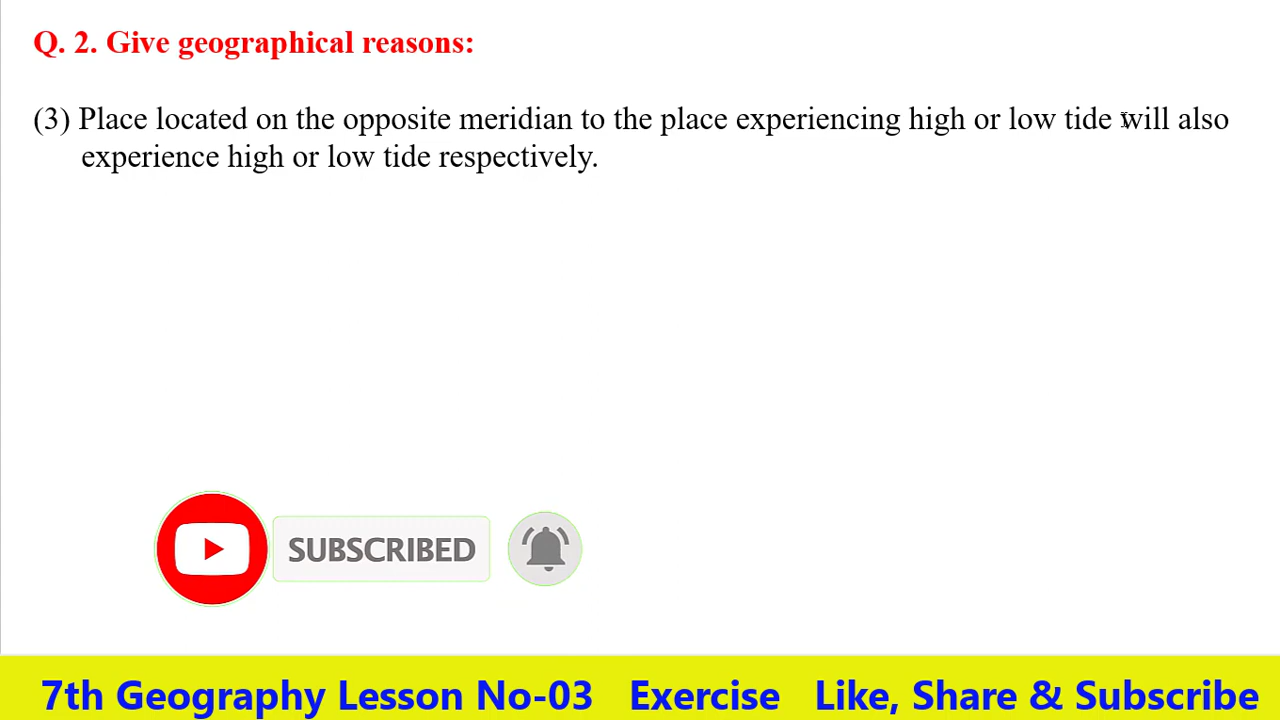 Q. 2. Give geographical reasons:
(3) Place located on the opposite meridian to the place experiencing high or low tide will also
experience high or low tide respectively.
SUBSCRIBED
7th Geography Lesson No-03 Exercise Like, Share & Subscribe